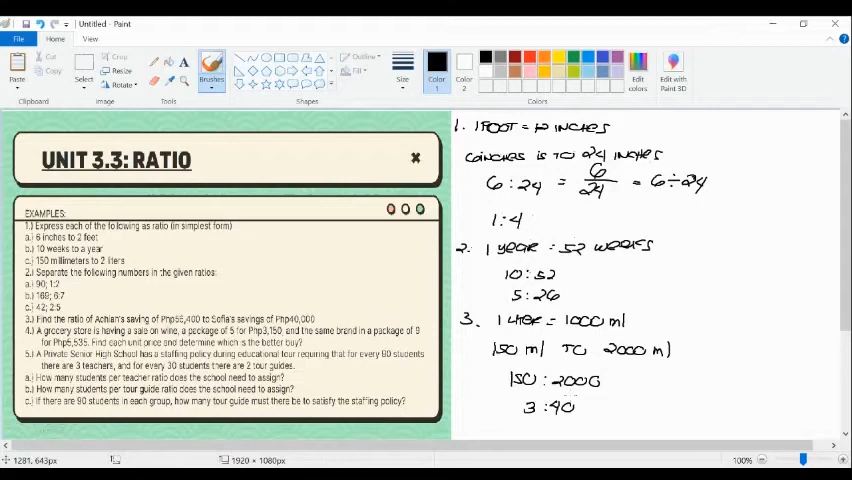 Untitled - Paint
File
Home
View
Paste
Cut
Copy
Clipboard
Select
Crop
Resize
Rotate
Image
A
Tools
Brushes
Shapes
Outline
Fill
Size
Color 1
Color 2
Colors
Edit colors
Edit with Paint 3D
UNIT 3.3: RATIO
EXAMPLES:
1.) Express each of the following as ratio (in simplest form)
a.) 6 inches to 2 feet
b.) 10 weeks to a year
c.) 150 millimeters to 2 liters
2.) Separate the following numbers in the given ratios:
a.) 90; 1:2
b.) 169; 6:7
c.) 42; 2:5
3.) Find the ratio of Achlan's saving of Php56,400 to Sofia's savings of Php40,000
4.) A grocery store is having a sale on wine, a package of 5 for Php3,150, and the same brand in a package of 9
for Php5,535. Find each unit price and determine which is the better buy?
5.) A Private Senior High School has a staffing policy during educational tour requiring that for every 90 students
there are 3 teachers, and for every 30 students there are 2 tour guides.
a.) How many students per teacher ratio does the school need to assign?
b.) How many students per tour guide ratio does the school need to assign?
c.) If there are 90 students in each group, how many tour guide must there be to satisfy the staffing policy?
1. 1 FOOT = 12 INCHES
6 INCHES IS TO 24 INCHES
6 : 24 = 6/24 = 6 ÷ 24
1:4
2. 1 YEAR = 52 WEEKS
10 : 52
5 : 26
3. 1 LITER = 1000 ml
150 ml TO 2000 ml
150 : 2000
3 : 40
1281, 643px
1920 × 1080px
100%